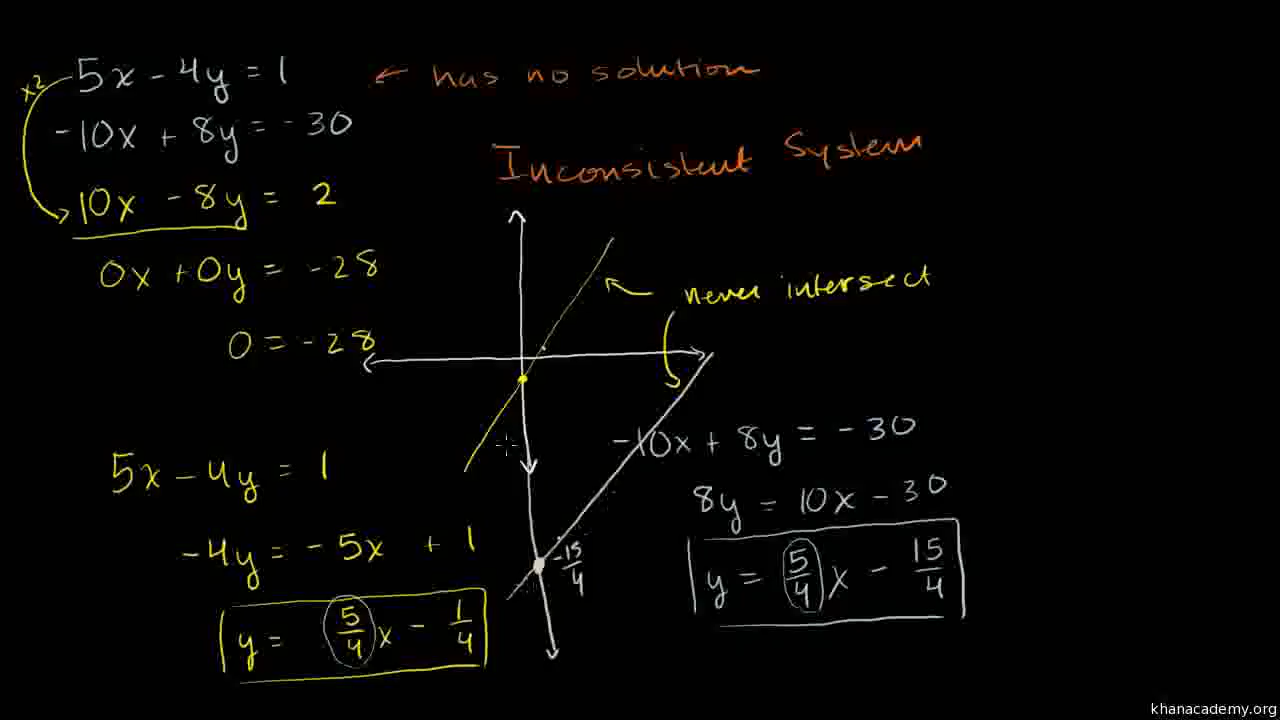 x2
5x - 4y = 1
← has no solution
-10x + 8y = -30
Inconsistent System
10x - 8y = 2
0x + 0y = -28
never intersect
0 = -28
-10x + 8y = -30
5x - 4y = 1
8y = 10x - 30
-4y = -5x + 1
-15/4
y = 5/4x - 15/4
y = 5/4x - 1/4
khanacademy.org